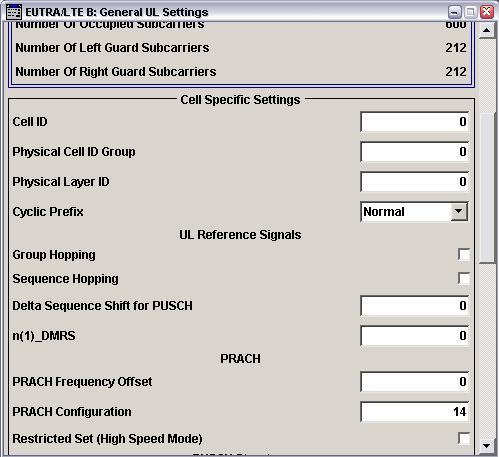 EUTRA/LTE B: General UL Settings
Number Of Occupied Subcarriers 600
Number Of Left Guard Subcarriers 212
Number Of Right Guard Subcarriers 212
Cell Specific Settings
Cell ID 0
Physical Cell ID Group 0
Physical Layer ID 0
Cyclic Prefix Normal
UL Reference Signals
Group Hopping
Sequence Hopping
Delta Sequence Shift for PUSCH 0
n(1)_DMRS 0
PRACH
PRACH Frequency Offset 0
PRACH Configuration 14
Restricted Set (High Speed Mode)